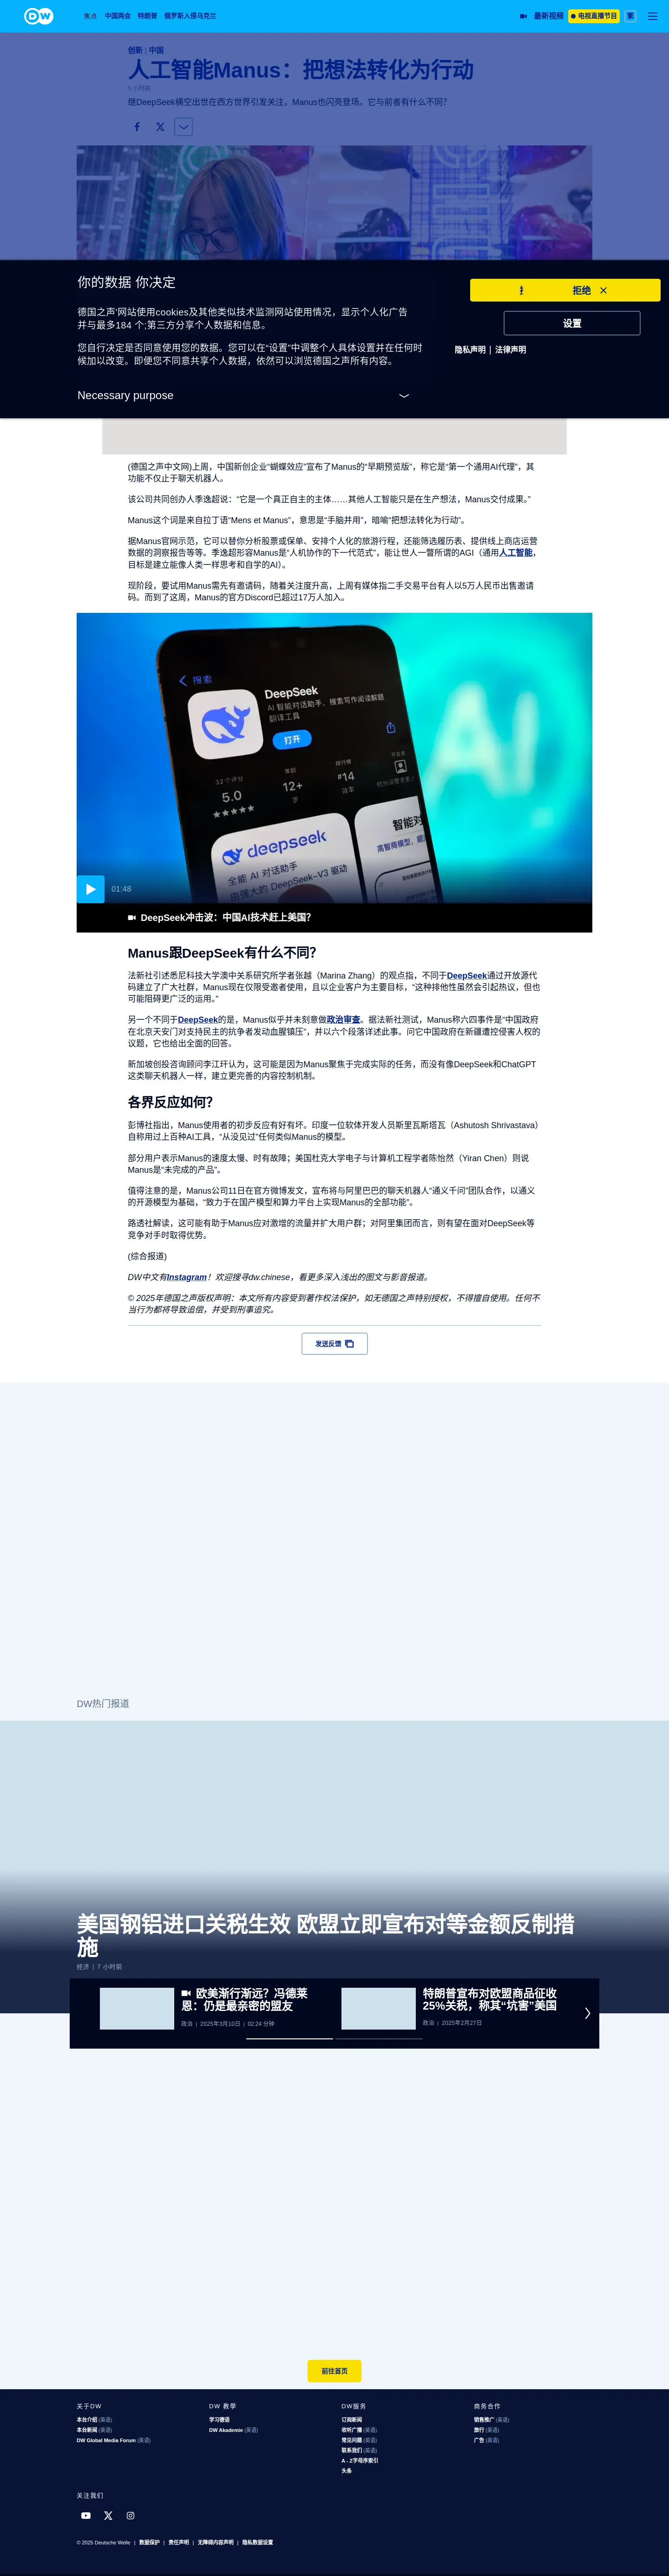 DW
焦点 中国两会 特朗普 俄罗斯入侵乌克兰 最新视频 电视直播节目 繁
创新 | 中国
人工智能Manus：把想法转化为行动
5 小时前
继DeepSeek横空出世在西方世界引发关注，Manus也闪亮登场。它与前者有什么不同？
你的数据 你决定
拒绝
德国之声'网站使用cookies及其他类似技术监测网站使用情况，显示个人化广告
并与最多184 个;第三方分享个人数据和信息。
设置
您自行决定是否同意使用您的数据。您可以在“设置”中调整个人具体设置并在任何时
候加以改变。即便您不同意共享个人数据，依然可以浏览德国之声所有内容。
隐私声明 | 法律声明
Necessary purpose
(德国之声中文网)上周，中国新创企业“蝴蝶效应”宣布了Manus的“早期预览版”，称它是“第一个通用AI代理”，其
功能不仅止于聊天机器人。
该公司共同创办人季逸超说：“它是一个真正自主的主体……其他人工智能只是在生产想法，Manus交付成果。”
Manus这个词是来自拉丁语“Mens et Manus”，意思是“手脑并用”，暗喻“把想法转化为行动”。
据Manus官网示范，它可以替你分析股票或保单、安排个人化的旅游行程，还能筛选履历表、提供线上商店运营
数据的洞察报告等等。季逸超形容Manus是“人机协作的下一代范式”，能让世人一瞥所谓的AGI（通用人工智能，
目标是建立能像人类一样思考和自学的AI）。
现阶段，要试用Manus需先有邀请码，随着关注度升高，上周有媒体指二手交易平台有人以5万人民币出售邀请
码。而到了这周，Manus的官方Discord已超过17万人加入。
搜索
DeepSeek
AI 智能对话助手，搜索写作阅读解题
翻译工具
打开
AI
32 个评分
5.0
★★★★★
年龄
12+
岁
排行榜
#14
效率
开发者
deepseek
全能 AI 对话助手
由强大的 DeepSeek-V3 驱动
智能对
01:48
DeepSeek冲击波：中国AI技术赶上美国？
Manus跟DeepSeek有什么不同？
法新社引述悉尼科技大学澳中关系研究所学者张越（Marina Zhang）的观点指，不同于DeepSeek通过开放源代
码建立了广大社群，Manus现在仅限受邀者使用，且以企业客户为主要目标，“这种排他性虽然会引起热议，但也
可能阻碍更广泛的运用。”
另一个不同于DeepSeek的是，Manus似乎并未刻意做政治审查。据法新社测试，Manus称六四事件是“中国政府
在北京天安门对支持民主的抗争者发动血腥镇压”，并以六个段落详述此事。问它中国政府在新疆遭控侵害人权的
议题，它也给出全面的回答。
新加坡创投咨询顾问李江玕认为，这可能是因为Manus聚焦于完成实际的任务，而没有像DeepSeek和ChatGPT
这类聊天机器人一样，建立更完善的内容控制机制。
各界反应如何？
彭博社指出，Manus使用者的初步反应有好有坏。印度一位软体开发人员斯里瓦斯塔瓦（Ashutosh Shrivastava）
自称用过上百种AI工具，“从没见过”任何类似Manus的模型。
部分用户表示Manus的速度太慢、时有故障；美国杜克大学电子与计算机工程学者陈怡然（Yiran Chen）则说
Manus是“未完成的产品”。
值得注意的是，Manus公司11日在官方微博发文，宣布将与阿里巴巴的聊天机器人“通义千问”团队合作，以通义
的开源模型为基础，“致力于在国产模型和算力平台上实现Manus的全部功能”。
路透社解读，这可能有助于Manus应对激增的流量并扩大用户群；对阿里集团而言，则有望在面对DeepSeek等
竞争对手时取得优势。
(综合报道)
DW中文有Instagram！欢迎搜寻dw.chinese，看更多深入浅出的图文与影音报道。
© 2025年德国之声版权声明：本文所有内容受到著作权法保护，如无德国之声特别授权，不得擅自使用。任何不
当行为都将导致追偿，并受到刑事追究。
发送反馈
DW热门报道
美国钢铝进口关税生效 欧盟立即宣布对等金额反制措
施
经济 | 7 小时前
欧美渐行渐远？冯德莱
恩：仍是最亲密的盟友
政治 | 2025年3月10日 | 02:24 分钟
特朗普宣布对欧盟商品征收
25%关税，称其“坑害”美国
政治 | 2025年2月27日
前往首页
关于DW
本台介绍 (英语)
本台新闻 (英语)
DW Global Media Forum (英语)
DW 教学
学习德语
DW Akademie (英语)
DW服务
订阅新闻
收听广播 (英语)
常见问题 (英语)
联系我们 (英语)
A - Z字母序索引
头条
商务合作
销售推广 (英语)
旅行 (英语)
广告 (英语)
关注我们
© 2025 Deutsche Welle | 数据保护 | 责任声明 | 无障碍内容声明 | 隐私数据设置